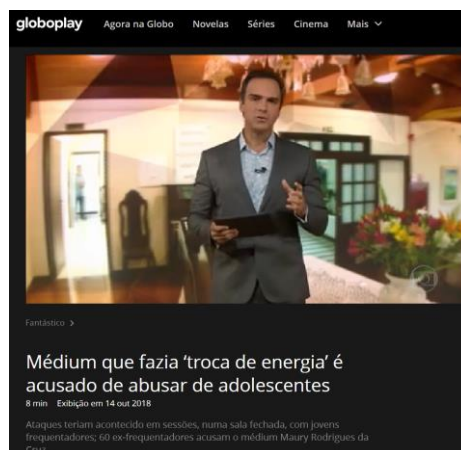 globoplay Agora na Globo Novelas Séries Cinema Mais
Fantástico >
Médium que fazia ‘troca de energia’ é
acusado de abusar de adolescentes
8 min Exibição em 14 out 2018
Ataques teriam acontecido em sessões, numa sala fechada, com jovens
frequentadores; 60 ex-frequentadores acusam o médium Maury Rodrigues da
Cruz